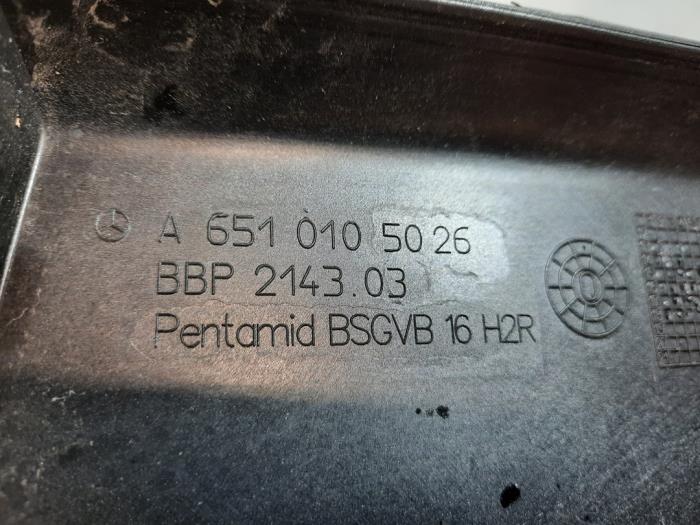 A 651 010 50 26
BBP 2143.03
Pentamid BSGVB 16 H2R